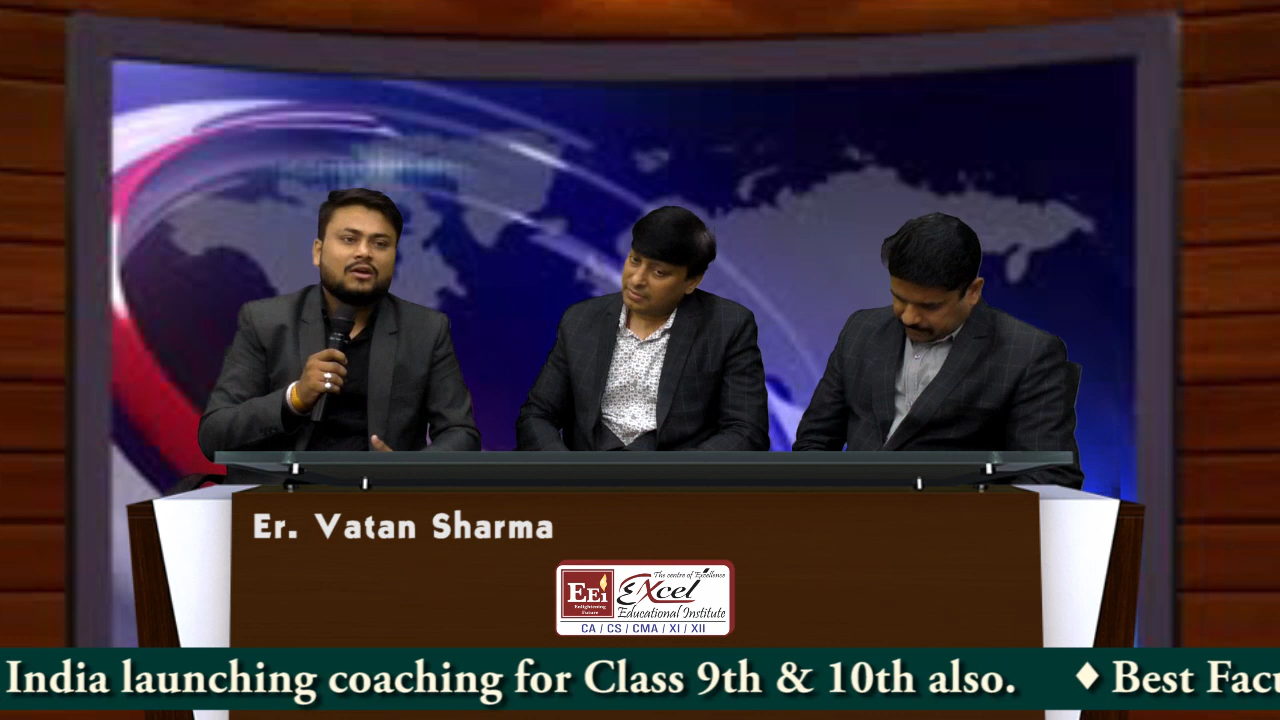 Er. Vatan Sharma
The centre of Excellence
EEi Excel
Enlightening
Future
Educational Institute
CA / CS / CMA / XI / XII
India launching coaching for Class 9th & 10th also. ♦ Best